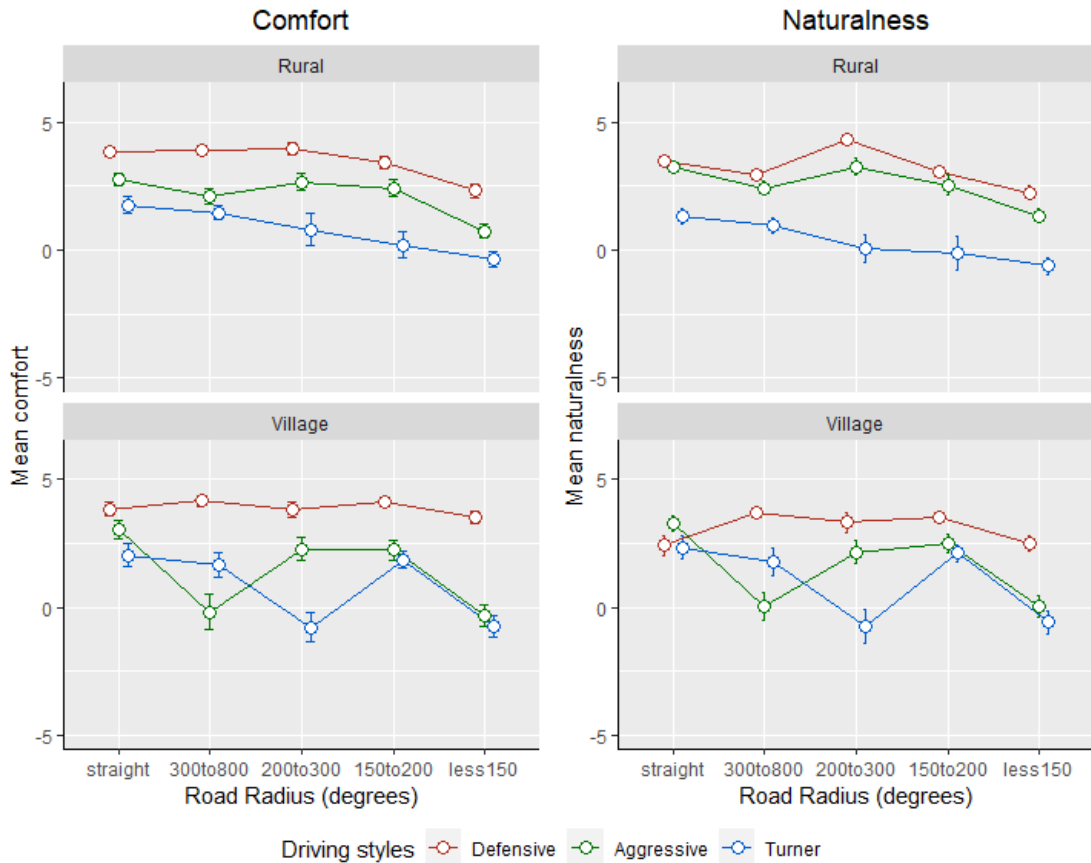 Comfort
Naturalness
Rural
Rural
5
0
-5
5
0
-5
Mean comfort
Mean naturalness
Village
Village
5
0
-5
5
0
-5
straight 300to800 200to300 150to200 less150
straight 300to800 200to300 150to200 less150
Road Radius (degrees)
Road Radius (degrees)
Driving styles Defensive Aggressive Turner